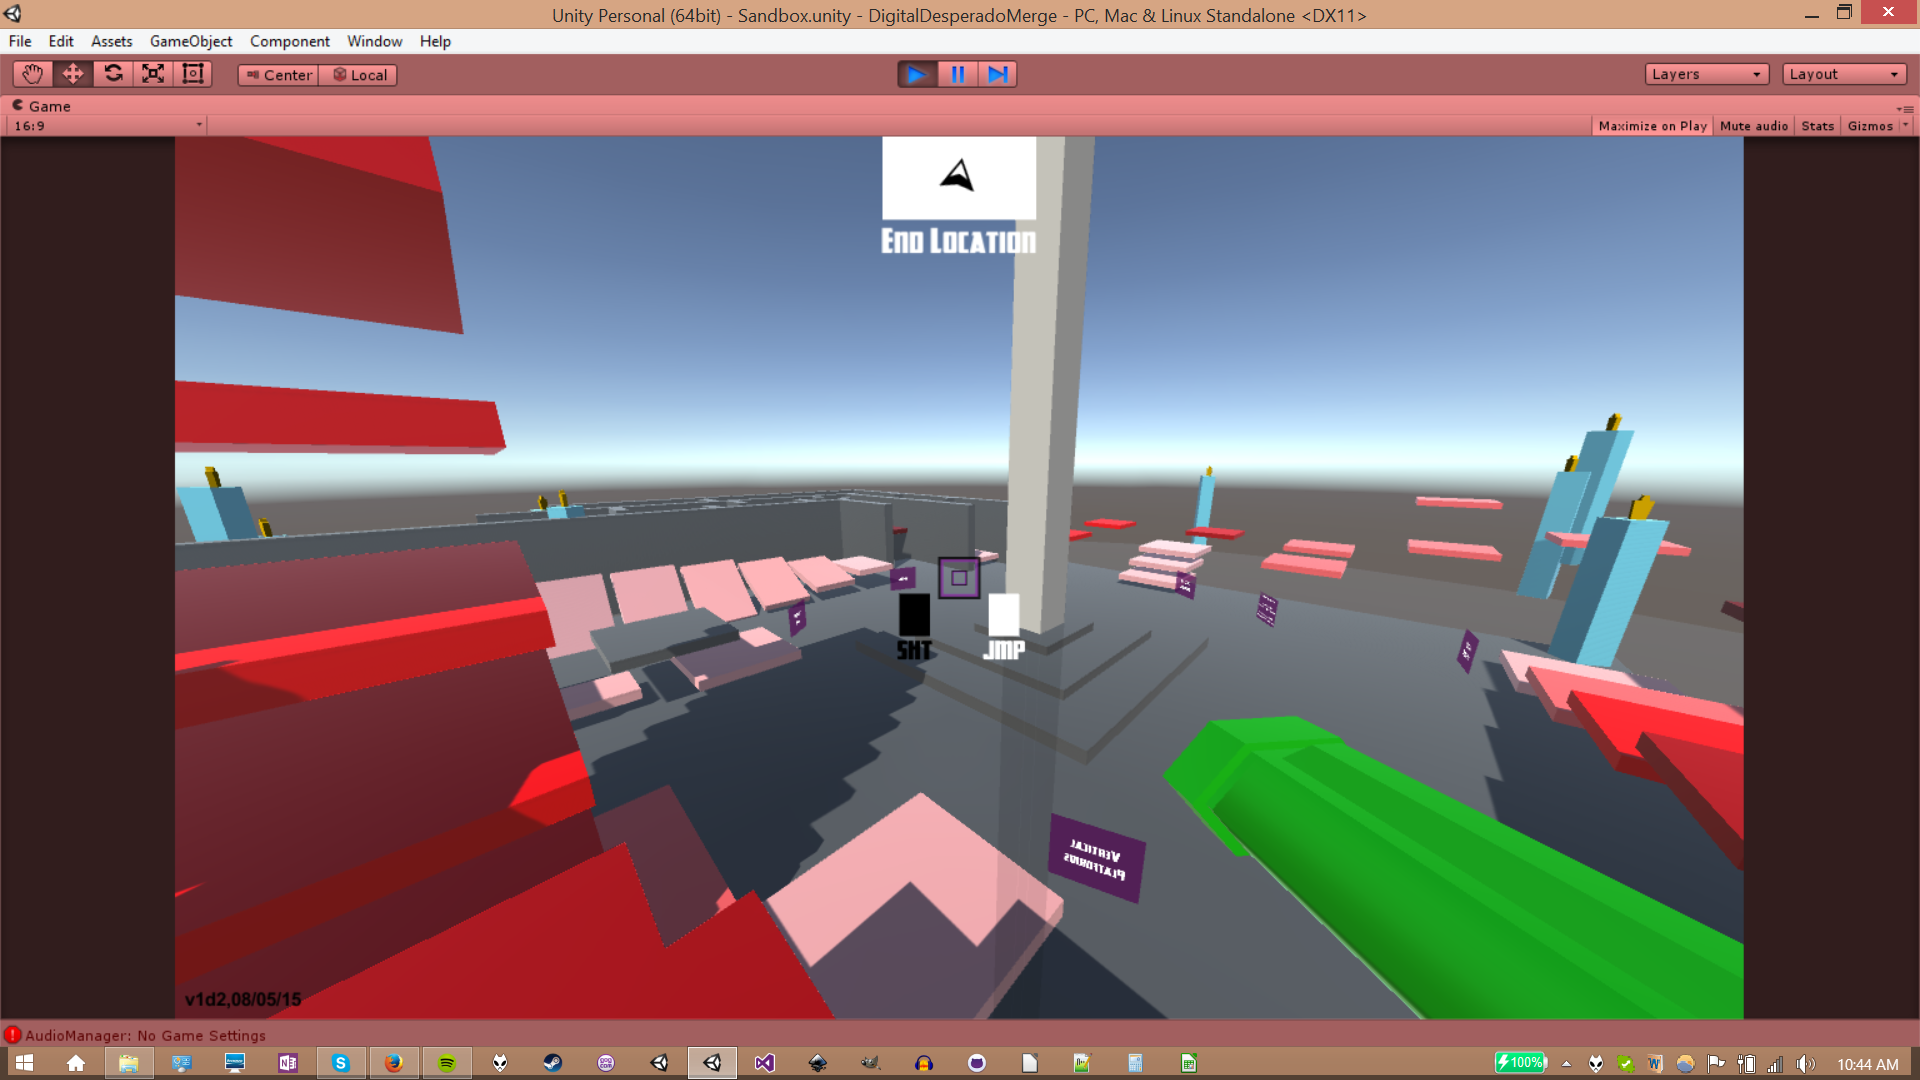 Unity Personal (64bit) - Sandbox.unity - DigitalDesperadoMerge - PC, Mac & Linux Standalone <DX11>
File Edit Assets GameObject Component Window Help
Center Local Layers Layout
Game
16:9 Maximize on Play Mute audio Stats Gizmos
End Location
SHT JMP
Vertical
Platforms
v1d2,08/05/15
AudioManager: No Game Settings
100% 10:44 AM